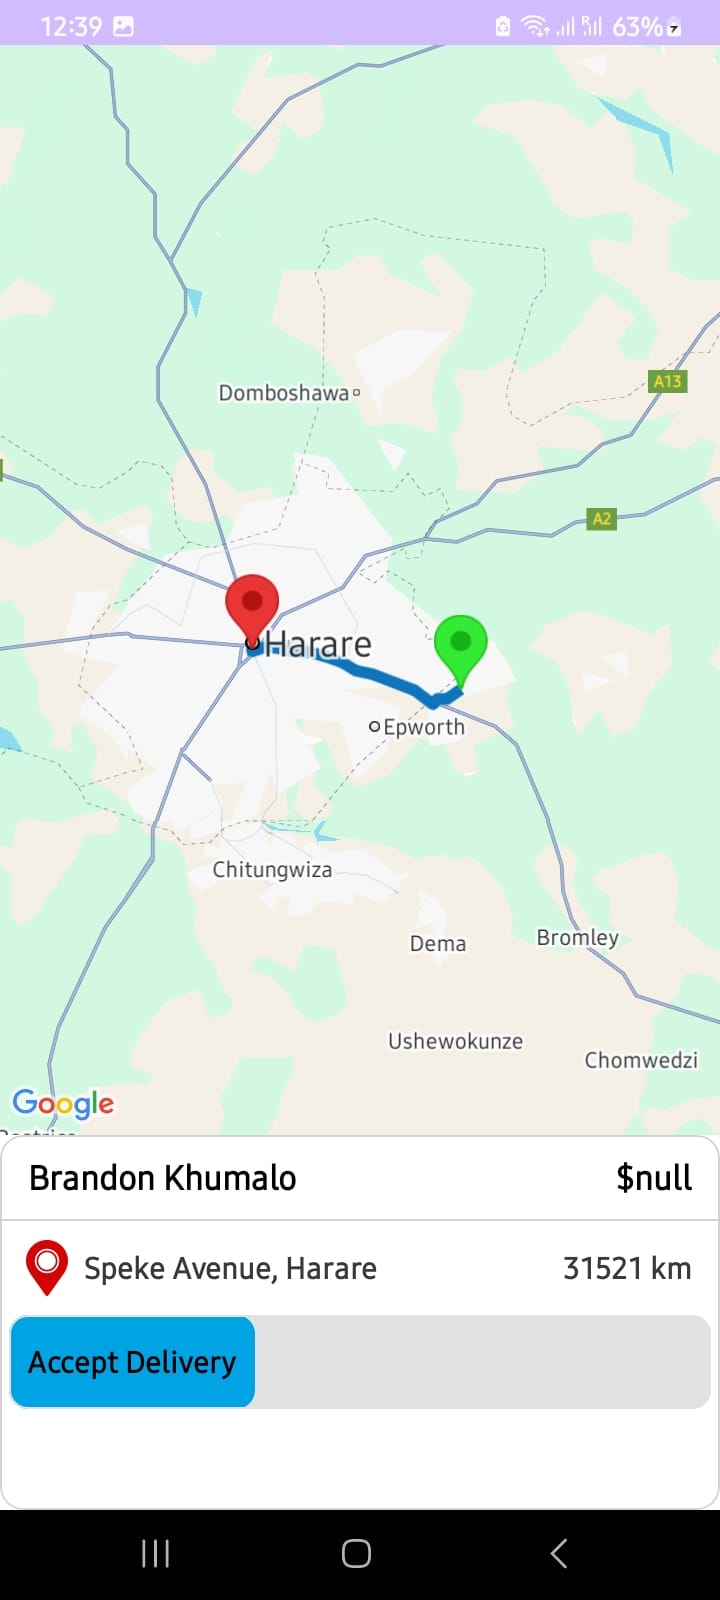 12:39
63%
Domboshawa
A13
A2
Harare
Epworth
Chitungwiza
Dema
Bromley
Ushewokunze
Chomwedzi
Google
Brandon Khumalo $null
Speke Avenue, Harare 31521 km
Accept Delivery